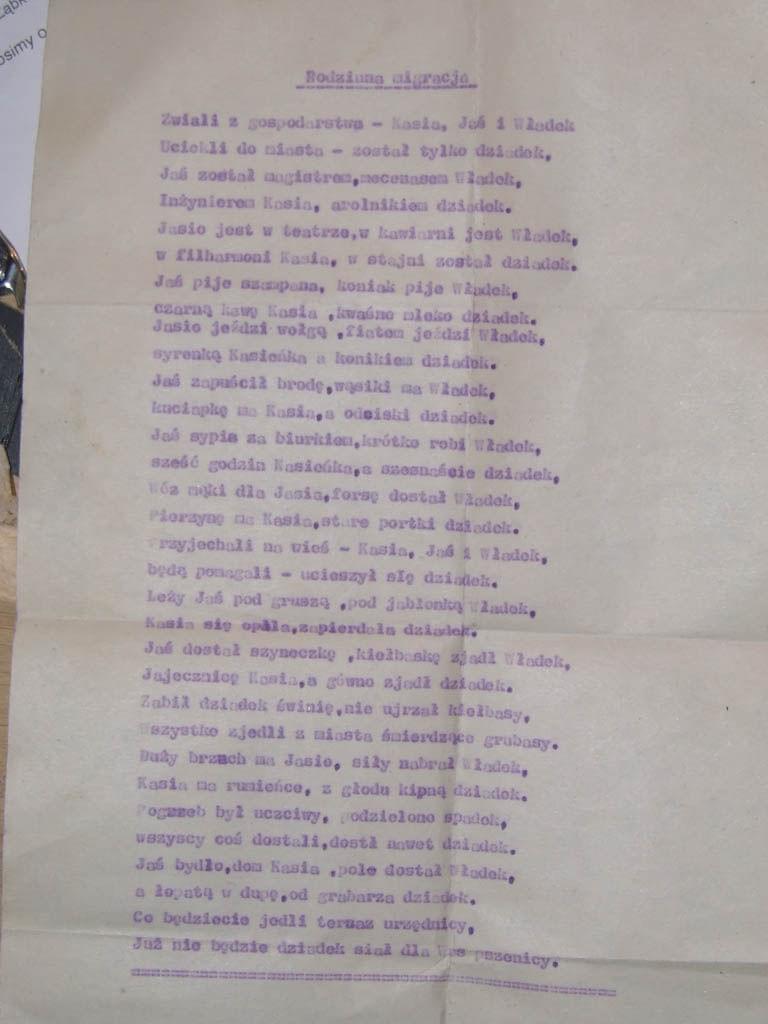 Ząbk
osimy o
Rodzinna migracja
Zwiali z gospodarstwa - Kasia, Jaś i Władek
Uciekli do miasta - został tylko dziadek,
Jaś został magistrem,mecenasem Władek,
Inżynierem Kasia, arolnikiem dziadek.
Jasio jest w teatrze,w kawiarni jest Władek,
w filharmoni Kasia, w stajni został dziadek.
Jaś pije szampana, koniak pije Władek,
czarną kawę Kasia ,kwaśne mleko dziadek.
Jasio jeździ wołgą ,fiatem jeździ Władek,
syrenką Kasieńka a konikiem dziadek.
Jaś zapuścił brodę,wąsiki ma Władek,
kuciapkę ma Kasia,a odciski dziadek.
Jaś sypia za biurkiem,krótko robi Władek,
sześć godzin Kasieńka,a szesnaście dziadek,
Wóz mąki dla Jasia,forsę dostał Władek,
Pierzynę ma Kasia,stare portki dziadek.
Przyjechali na wieś - Kasia, Jaś i Władek,
będą pomagali - ucieszył się dziadek.
Leży Jaś pod gruszą ,pod jabłonką Władek,
Kasia się opala,zapierdala dziadek.
Jaś dostał szyneczkę ,kiełbaskę zjadł Władek,
Jajecznicę Kasia,a gówno zjadł dziadek.
Zabił dziadek świnię,nie ujrzał kiełbasy,
Wszystko zjedli z miasta śmierdzące grubasy.
Duży brzuch ma Jasio, siły nabrał Władek,
Kasia ma rumieńce, z głodu kipną dziadek.
Pogrzeb był uczciwy, podzielono spadek,
wszyscy coś dostali,dostł nawet dziadek.
Jaś bydło,dom Kasia ,pole dostał Władek,
a łopatą w dupę,od grabarza dziadek.
Co będziecie jedli ternaz urzędnicy,
Już nie będzie dziadek siał dla Was pszenicy.